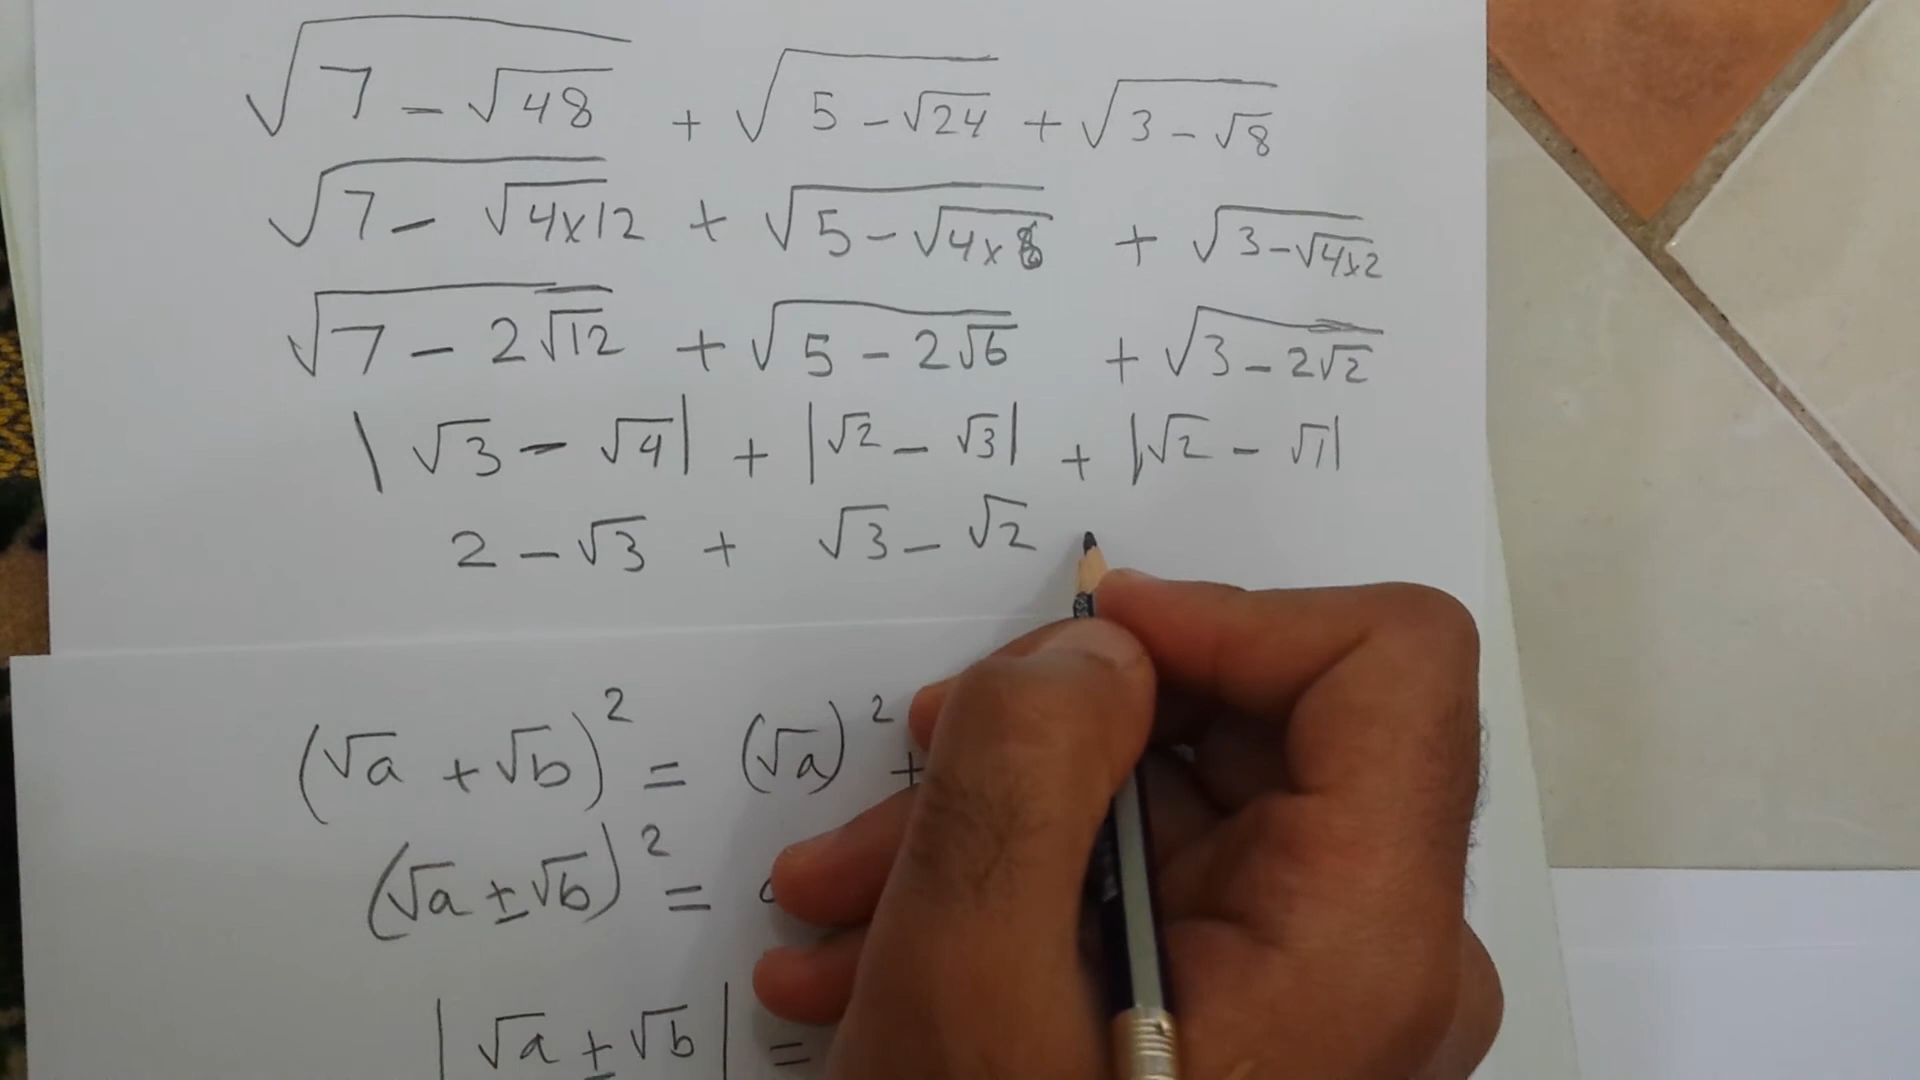 √(7 - √48) + √(5 - √24) + √(3 - √8)
√(7 - √4x12) + √(5 - √4x6) + √(3 - √4x2)
√(7 - 2√12) + √(5 - 2√6) + √(3 - 2√2)
|√3 - √4| + |√2 - √3| + |√2 - √1|
2 - √3 + √3 - √2
(√a + √b)² = (√a)² +
(√a ± √b)² =
|√a ± √b| =